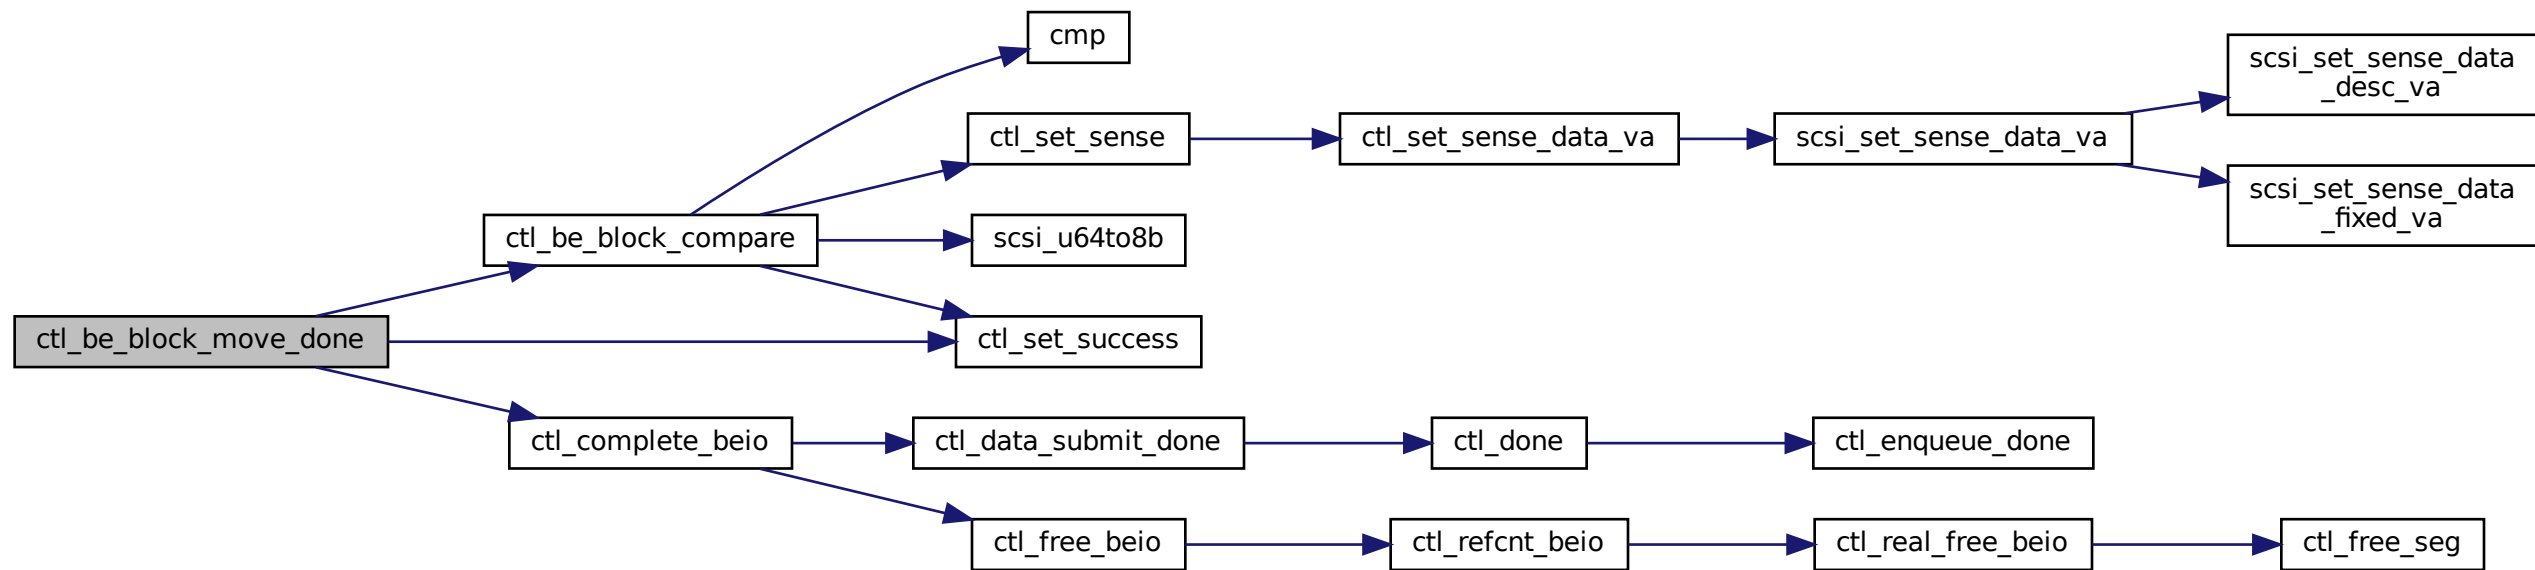 cmp
scsi_set_sense_data
_desc_va
ctl_set_sense
ctl_set_sense_data_va
scsi_set_sense_data_va
scsi_set_sense_data
_fixed_va
ctl_be_block_compare
scsi_u64to8b
ctl_be_block_move_done
ctl_set_success
ctl_complete_beio
ctl_data_submit_done
ctl_done
ctl_enqueue_done
ctl_free_beio
ctl_refcnt_beio
ctl_real_free_beio
ctl_free_seg